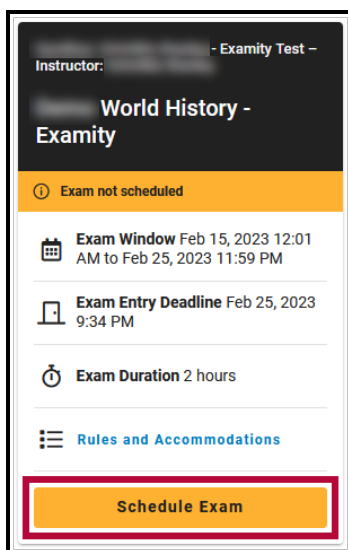 - Examity Test –
Instructor:
World History -
Examity
Exam not scheduled
Exam Window Feb 15, 2023 12:01
AM to Feb 25, 2023 11:59 PM
Exam Entry Deadline Feb 25, 2023
9:34 PM
Exam Duration 2 hours
Rules and Accommodations
Schedule Exam